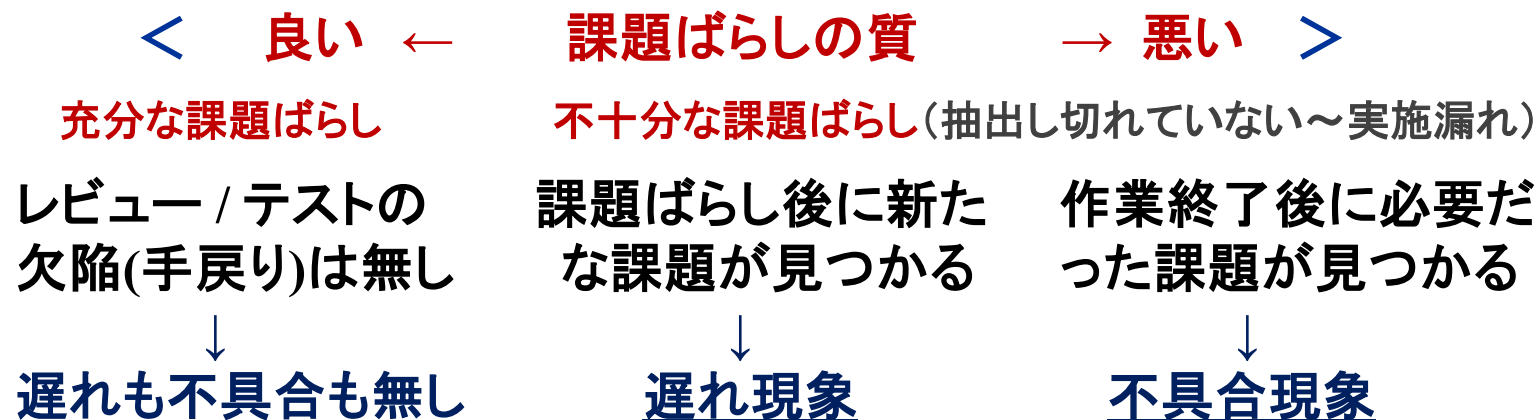 ＜ 良い ← 課題ばらしの質 → 悪い ＞
充分な課題ばらし 不十分な課題ばらし（抽出し切れていない～実施漏れ）
レビュー / テストの 課題ばらし後に新た 作業終了後に必要だ
欠陥(手戻り)は無し な課題が見つかる った課題が見つかる
↓ ↓ ↓
遅れも不具合も無し 遅れ現象 不具合現象